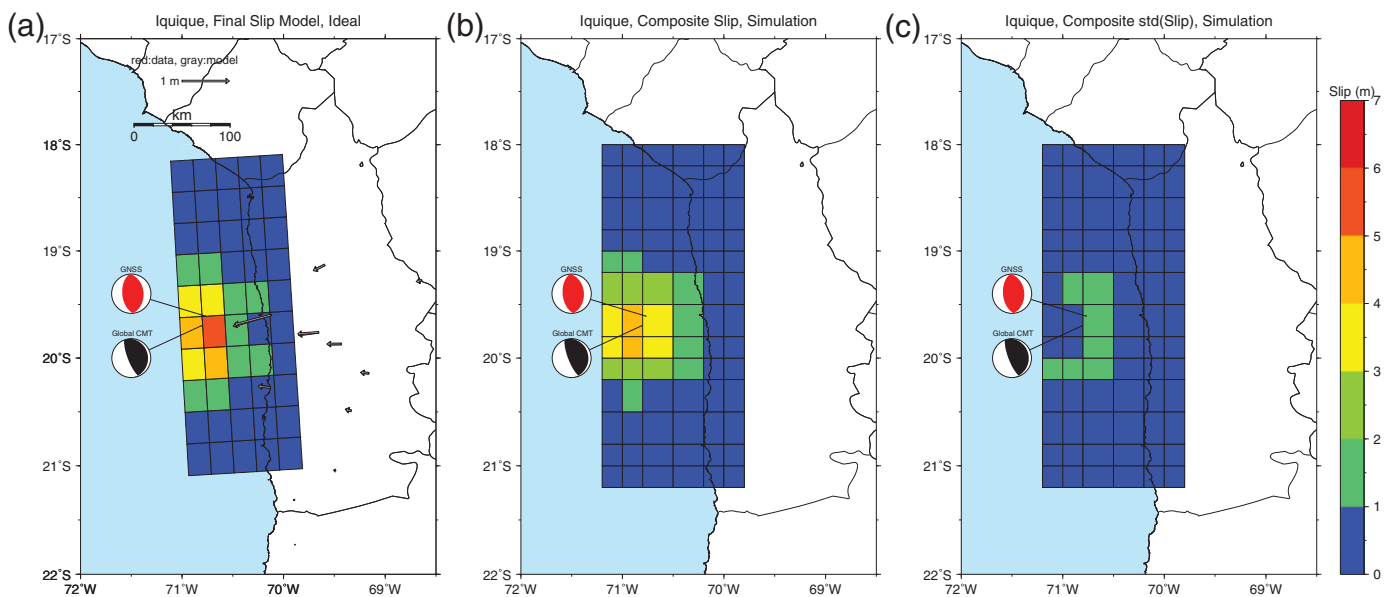 (a)
Iquique, Final Slip Model, Ideal
17°S
18°S
19°S
20°S
21°S
22°S
72°W
71°W
70°W
69°W
red:data, gray:model
1 m
km
0
100
GNSS
Global CMT
(b)
Iquique, Composite Slip, Simulation
17°S
18°S
19°S
20°S
21°S
22°S
72°W
71°W
70°W
69°W
GNSS
Global CMT
(c)
Iquique, Composite std(Slip), Simulation
17°S
18°S
19°S
20°S
21°S
22°S
72°W
71°W
70°W
69°W
GNSS
Global CMT
Slip (m)
7
6
5
4
3
2
1
0